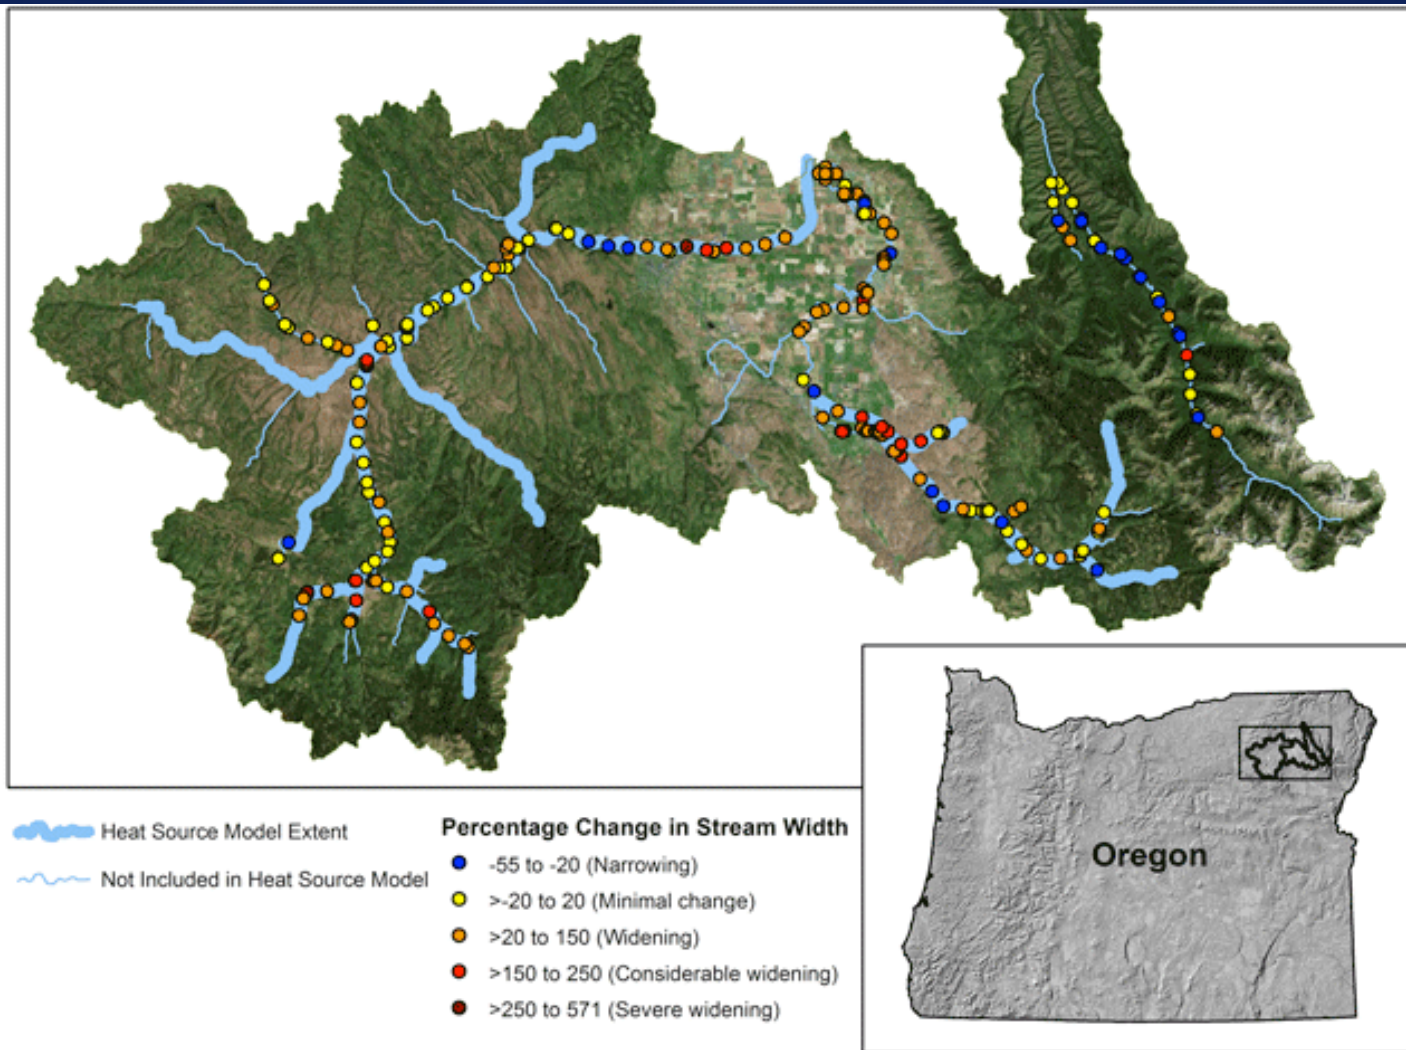 Heat Source Model Extent
Not Included in Heat Source Model
Percentage Change in Stream Width
-55 to -20 (Narrowing)
>-20 to 20 (Minimal change)
>20 to 150 (Widening)
>150 to 250 (Considerable widening)
>250 to 571 (Severe widening)
Oregon